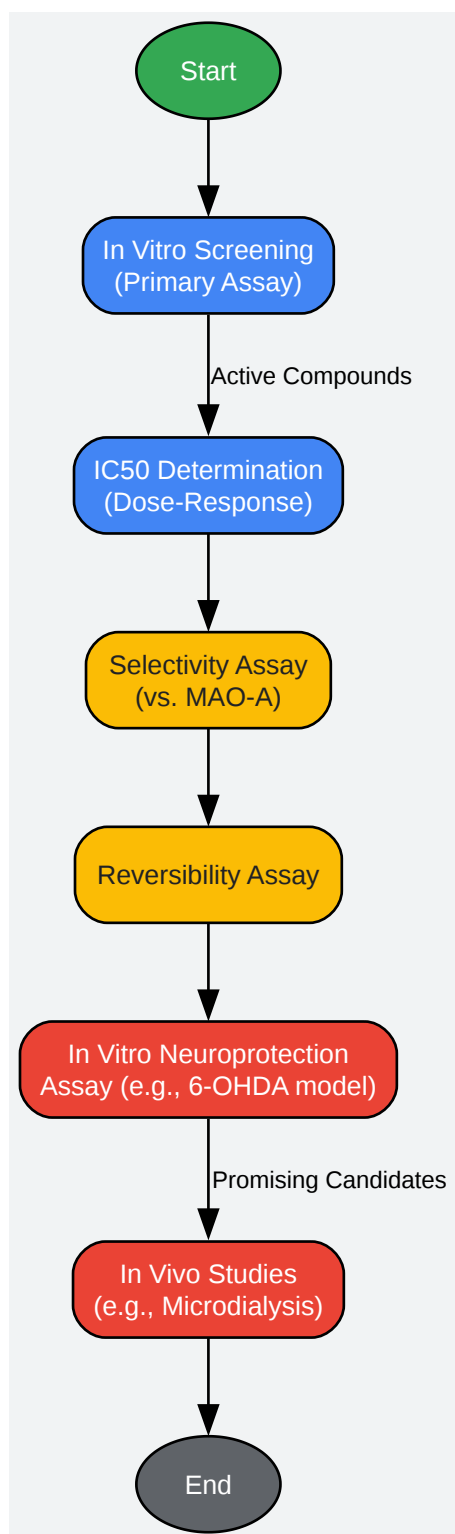 Start
In Vitro Screening
(Primary Assay)
Active Compounds
IC50 Determination
(Dose-Response)
Selectivity Assay
(vs. MAO-A)
Reversibility Assay
In Vitro Neuroprotection
Assay (e.g., 6-OHDA model)
Promising Candidates
In Vivo Studies
(e.g., Microdialysis)
End